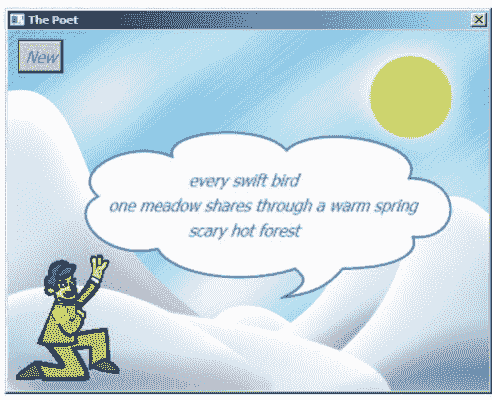 The Poet
New
every swift bird
one meadow shares through a warm spring
scary hot forest